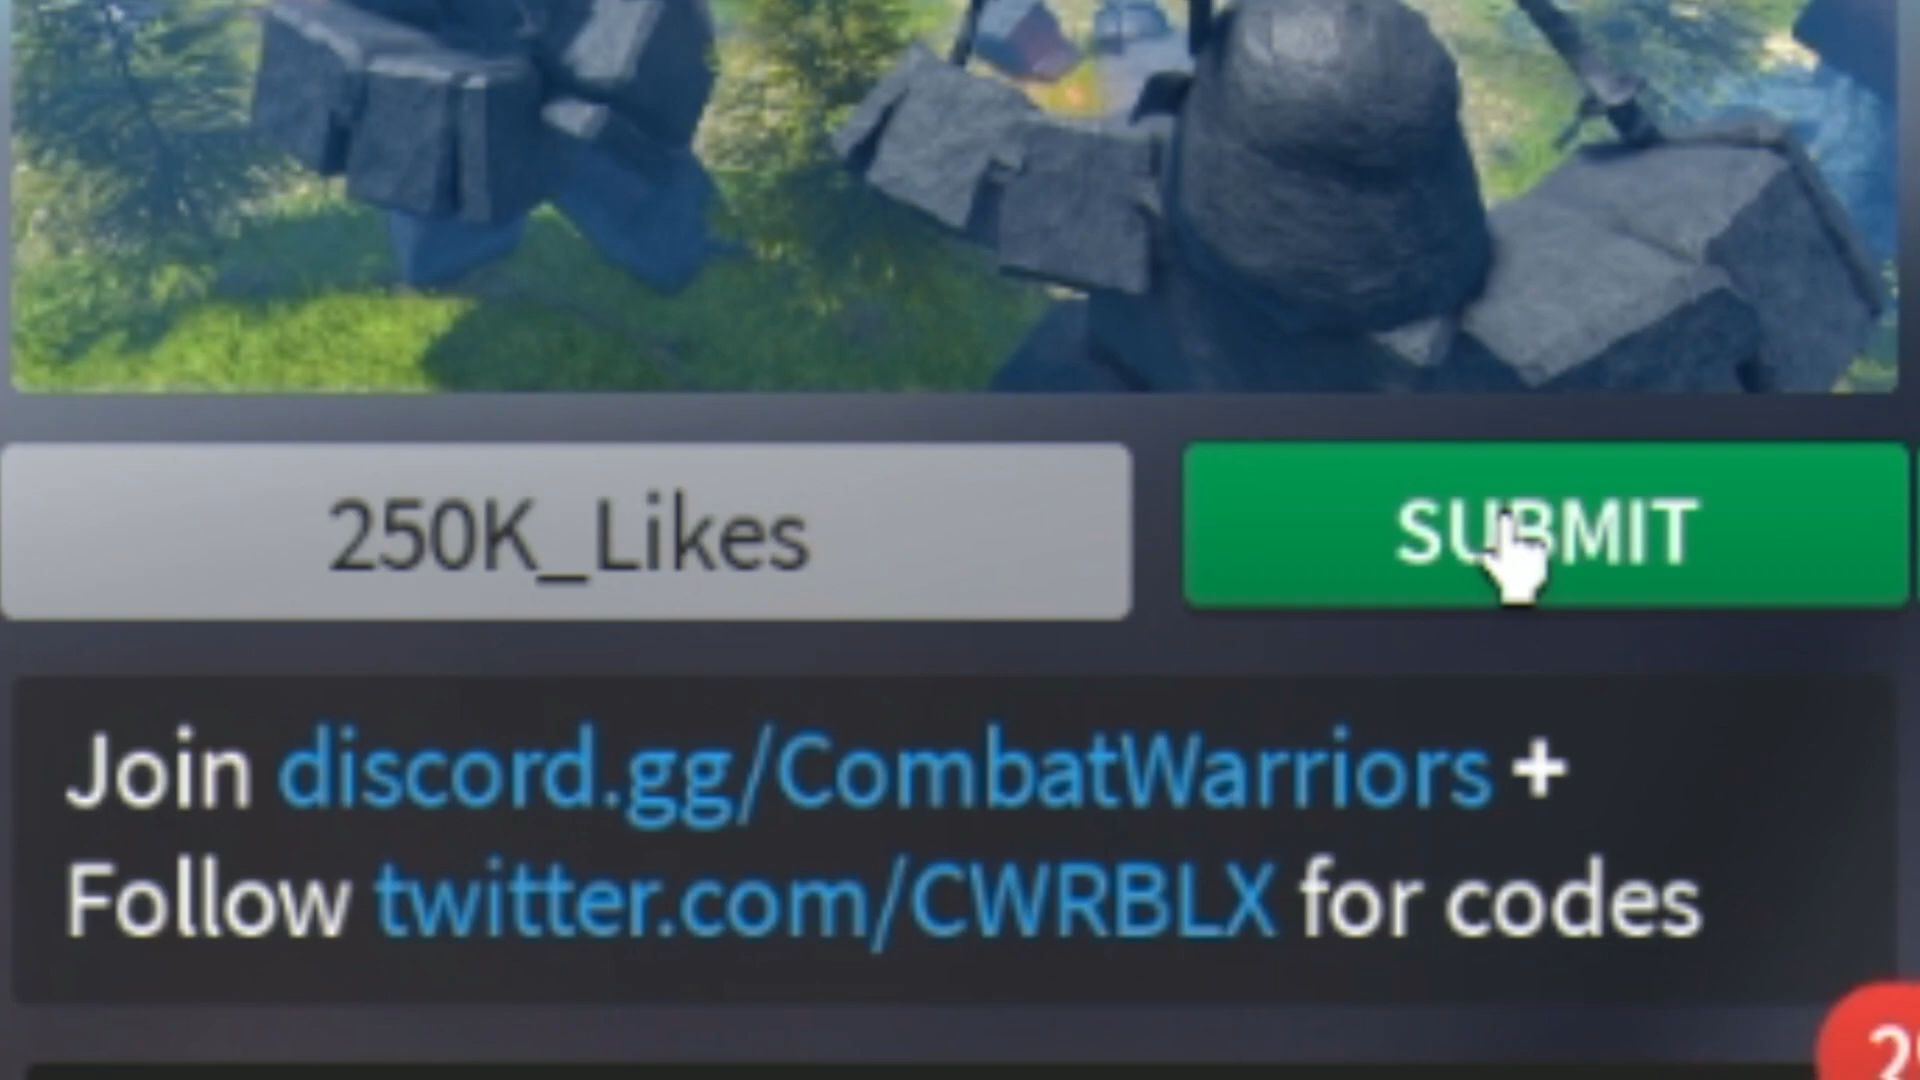 250K_Likes
SUBMIT
Join discord.gg/CombatWarriors +
Follow twitter.com/CWRBLX for codes